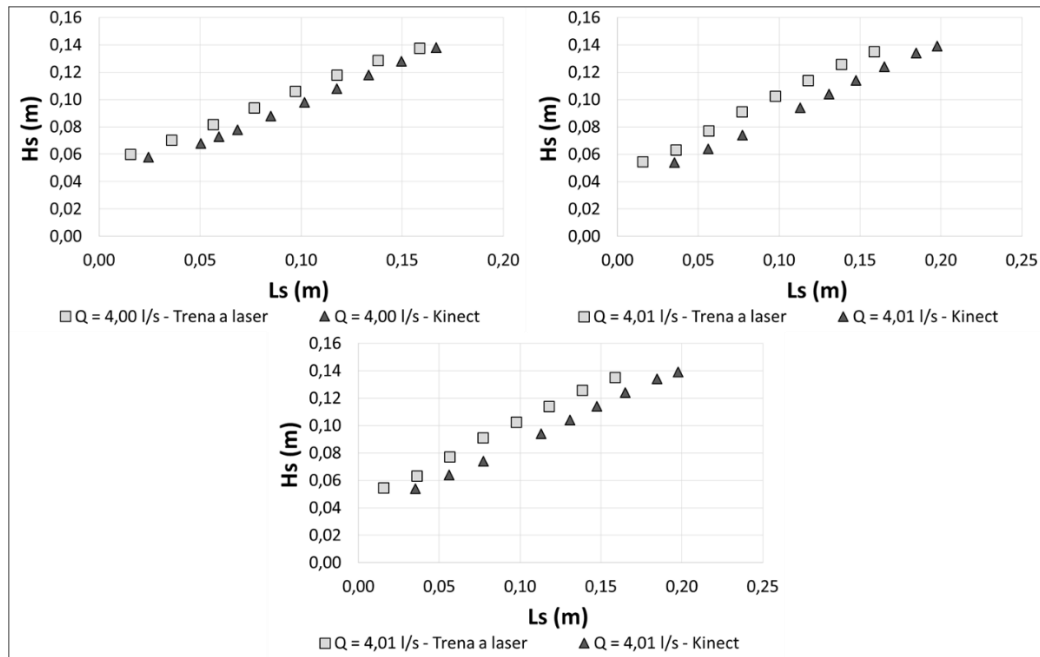 0,16
0,14
0,12
0,10
0,08
0,06
0,04
0,02
0,00
Hs (m)
0,00 0,05 0,10 0,15 0,20
Ls (m)
Q = 4,00 l/s - Trena a laser Q = 4,00 l/s - Kinect
0,16
0,14
0,12
0,10
0,08
0,06
0,04
0,02
0,00
Hs (m)
0,00 0,05 0,10 0,15 0,20 0,25
Ls (m)
Q = 4,01 l/s - Trena a laser Q = 4,01 l/s - Kinect
0,16
0,14
0,12
0,10
0,08
0,06
0,04
0,02
0,00
Hs (m)
0,00 0,05 0,10 0,15 0,20 0,25
Ls (m)
Q = 4,01 l/s - Trena a laser Q = 4,01 l/s - Kinect